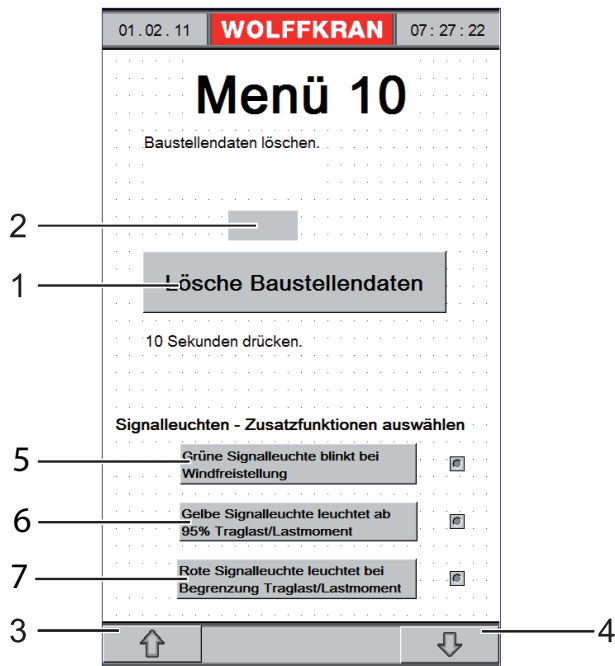 01.02.11 WOLFFKRAN 07:27:22
Menü 10
Baustellendaten löschen.
2
1 Lösche Baustellendaten
10 Sekunden drücken.
Signalleuchten - Zusatzfunktionen auswählen
5 Grüne Signalleuchte blinkt bei
Windfreistellung
6 Gelbe Signalleuchte leuchtet ab
95% Traglast/Lastmoment
7 Rote Signalleuchte leuchtet bei
Begrenzung Traglast/Lastmoment
3 4